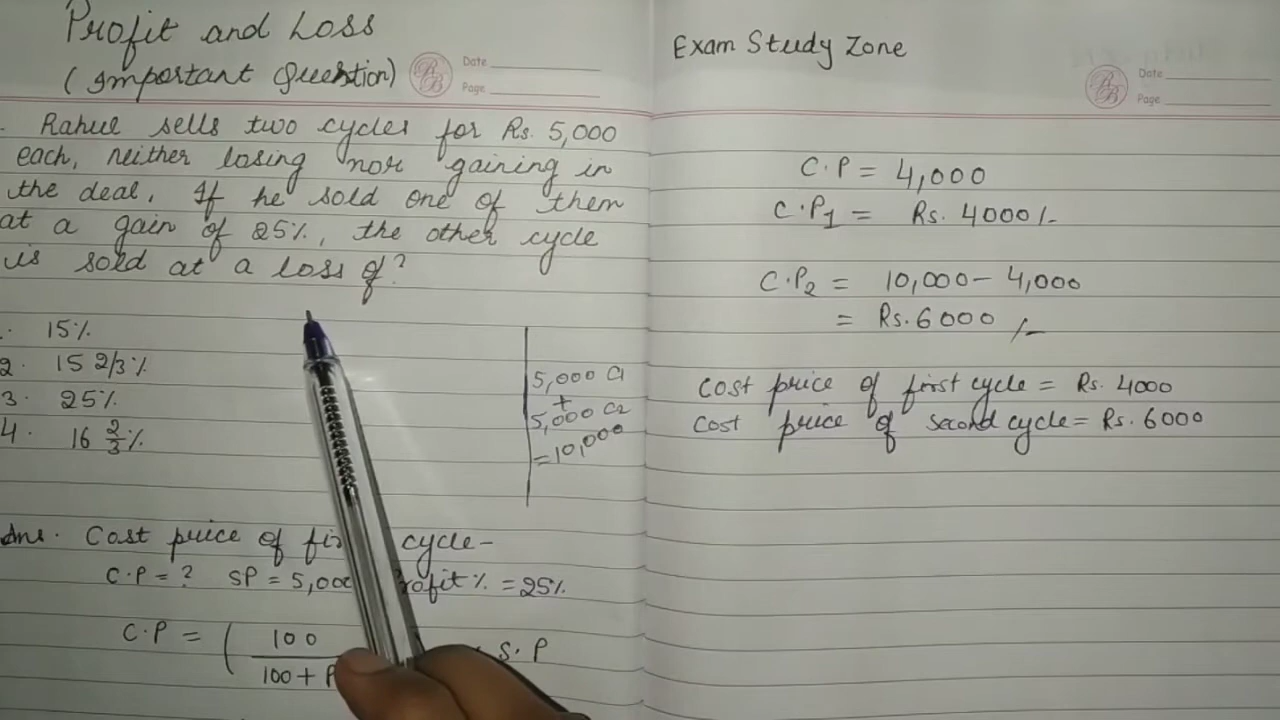 Profit and Loss
(Important Question)
Date
Page
Rahul sells two cycles for Rs. 5,000
each, neither losing nor gaining in
the deal, If he sold one of them
at a gain of 25%, the other cycle
is sold at a loss of?
15%
2. 15 2/3%
3. 25%
4. 16 2/3%
5,000 C1
+
5,000 C2
=10,000
Ans. Cost price of cycle-
C.P = ? SP = 5,000 Profit% = 25%
C.P = ( 100
100 + P
S.P
Exam Study Zone
Date
Page
C.P = 4,000
C.P1 = Rs. 4000/-
C.P2 = 10,000 - 4,000
= Rs. 6000/-
Cost price of first cycle = Rs. 4000
Cost price of second cycle = Rs. 6000